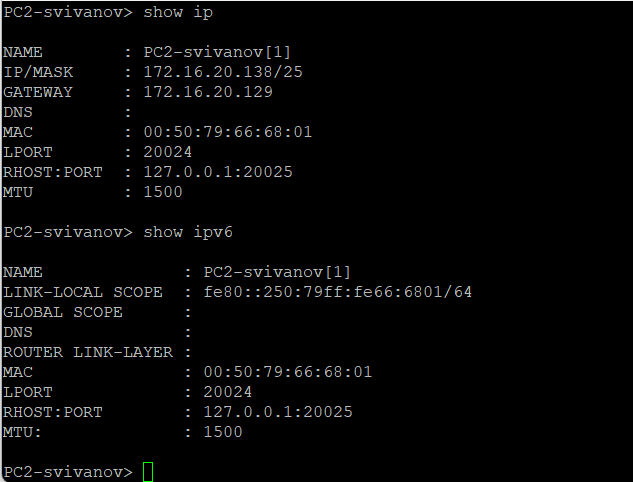 PC2-svivanov> show ip
NAME : PC2-svivanov[1]
IP/MASK : 172.16.20.138/25
GATEWAY : 172.16.20.129
DNS :
MAC : 00:50:79:66:68:01
LPORT : 20024
RHOST:PORT : 127.0.0.1:20025
MTU : 1500
PC2-svivanov> show ipv6
NAME : PC2-svivanov[1]
LINK-LOCAL SCOPE : fe80::250:79ff:fe66:6801/64
GLOBAL SCOPE :
DNS :
ROUTER LINK-LAYER :
MAC : 00:50:79:66:68:01
LPORT : 20024
RHOST:PORT : 127.0.0.1:20025
MTU: : 1500
PC2-svivanov>